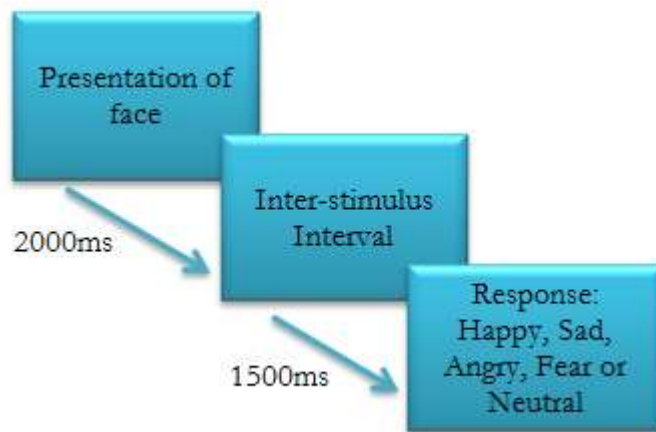 Presentation of
face
2000ms
Inter-stimulus
Interval
1500ms
Response:
Happy, Sad,
Angry, Fear or
Neutral